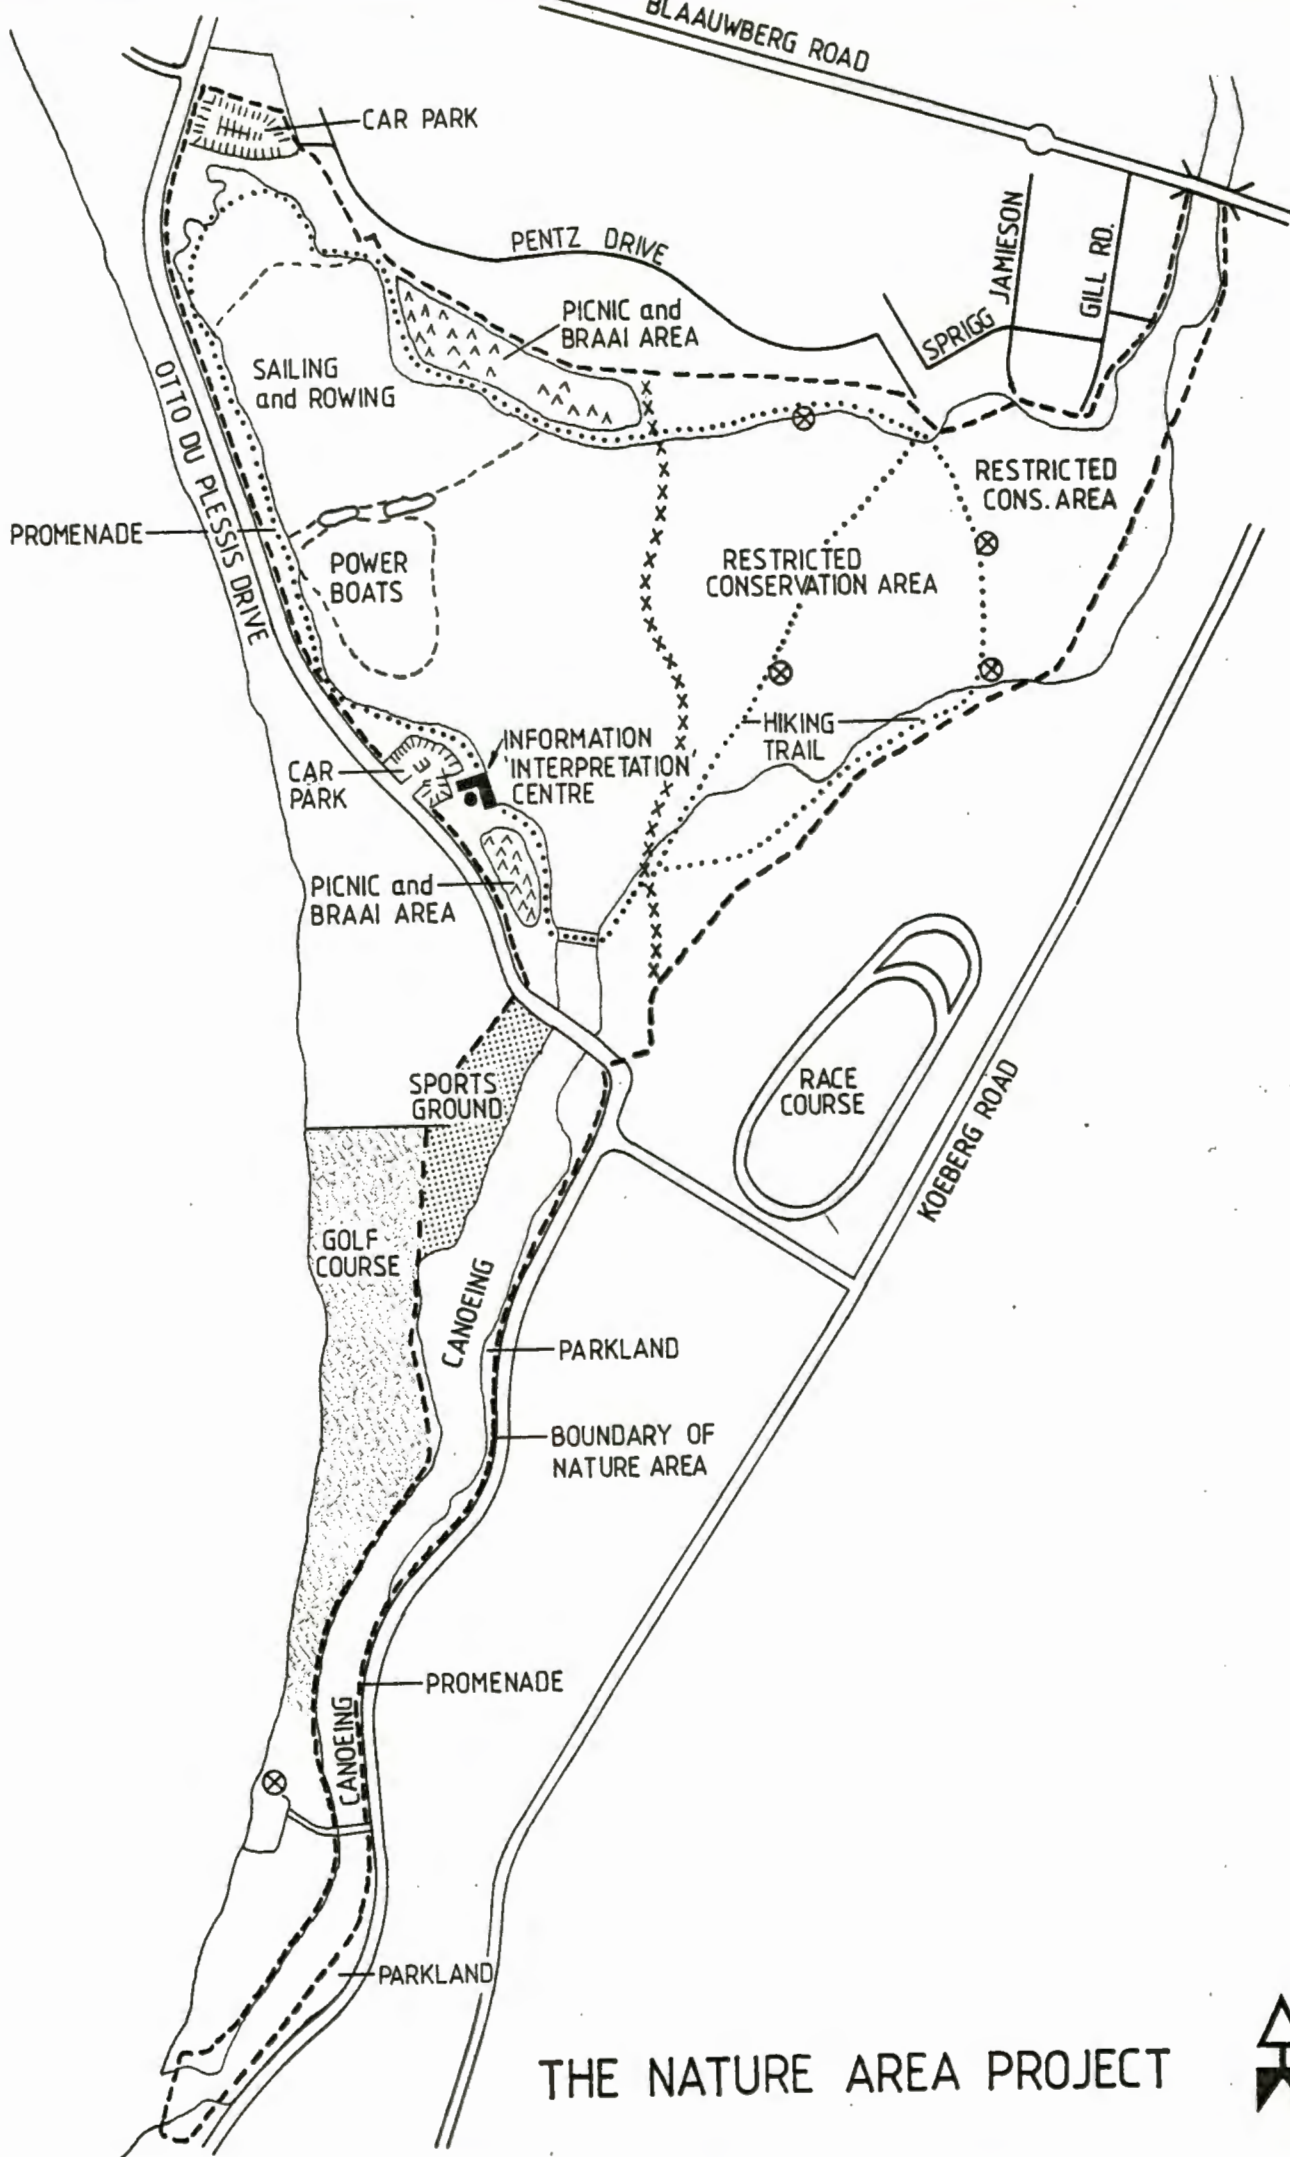 BLAAUWBERG ROAD
CAR PARK
PENTZ DRIVE
JAMIESON
GILL RD.
SPRIGG
PICNIC and
BRAAI AREA
SAILING
and ROWING
OTTO DU PLESSIS DRIVE
RESTRICTED
CONS. AREA
PROMENADE
POWER
BOATS
RESTRICTED
CONSERVATION AREA
HIKING
TRAIL
INFORMATION
'INTERPRETATION'
CENTRE
CAR
PARK
PICNIC and
BRAAI AREA
RACE
COURSE
KOEBERG ROAD
SPORTS
GROUND
GOLF
COURSE
CANOEING
PARKLAND
BOUNDARY OF
NATURE AREA
PROMENADE
CANOEING
PARKLAND
THE NATURE AREA PROJECT